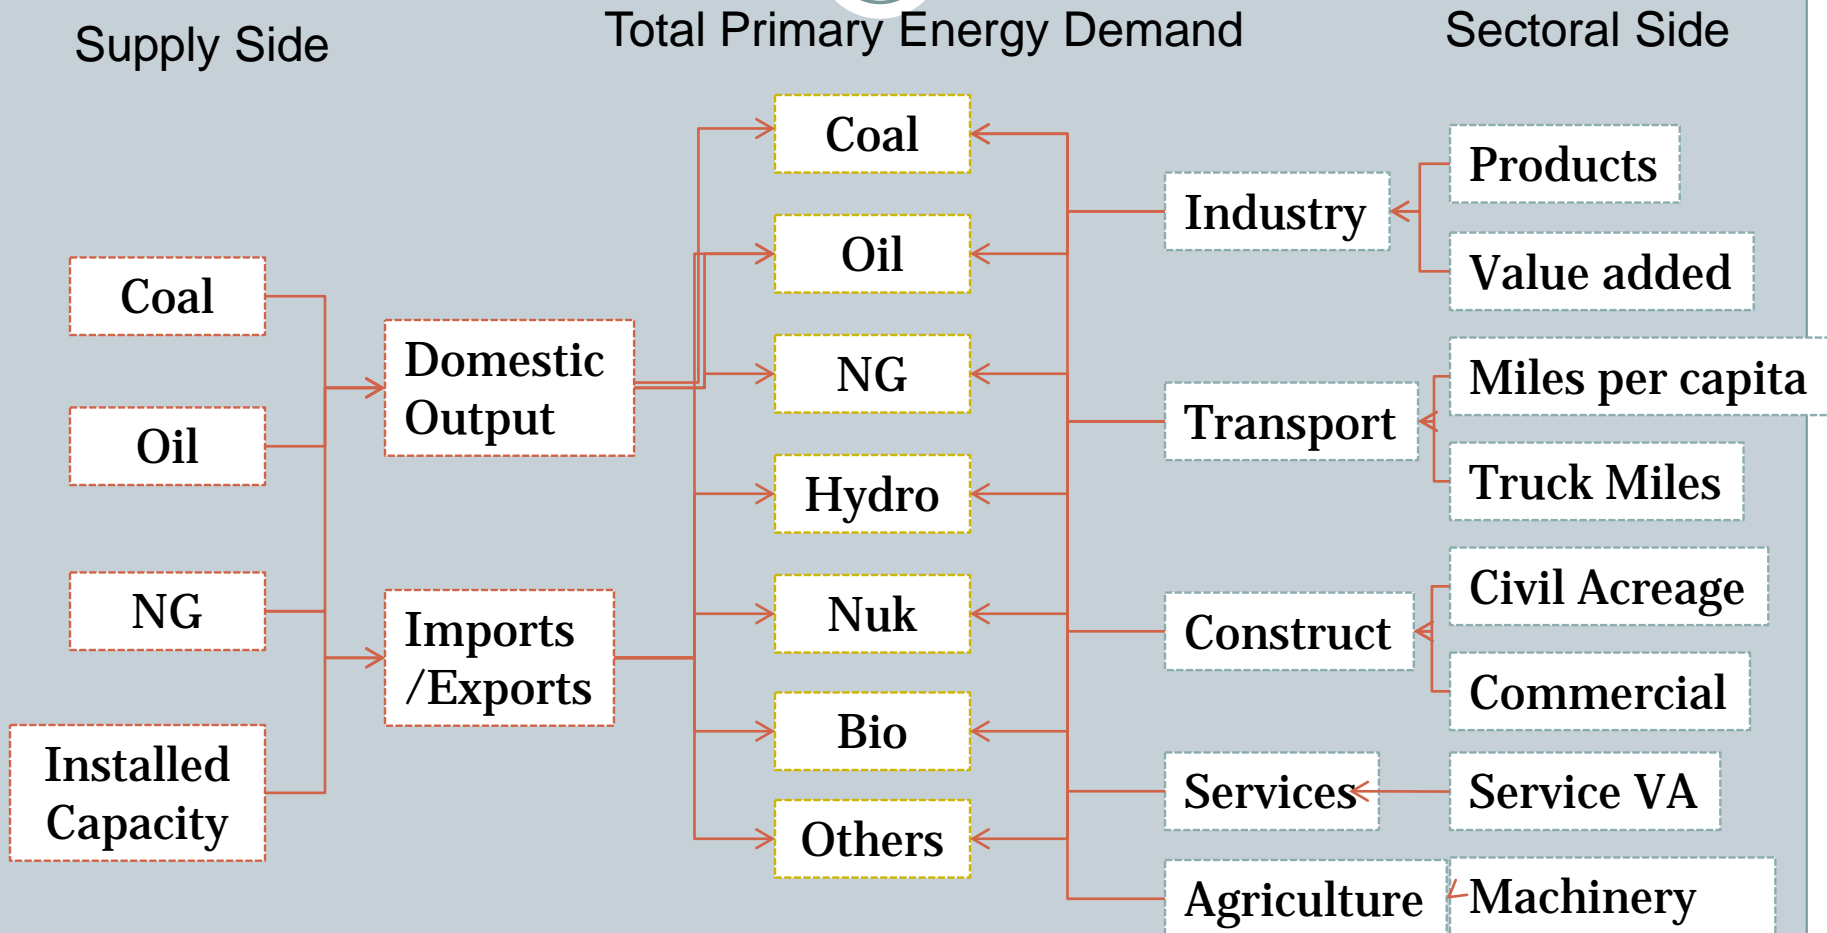 Supply Side
Total Primary Energy Demand
Sectoral Side
Coal
Oil
NG
Installed
Capacity
Domestic
Output
Imports
/Exports
Coal
Oil
NG
Hydro
Nuk
Bio
Others
Industry
Transport
Construct
Services
Agriculture
Products
Value added
Miles per capita
Truck Miles
Civil Acreage
Commercial
Service VA
Machinery